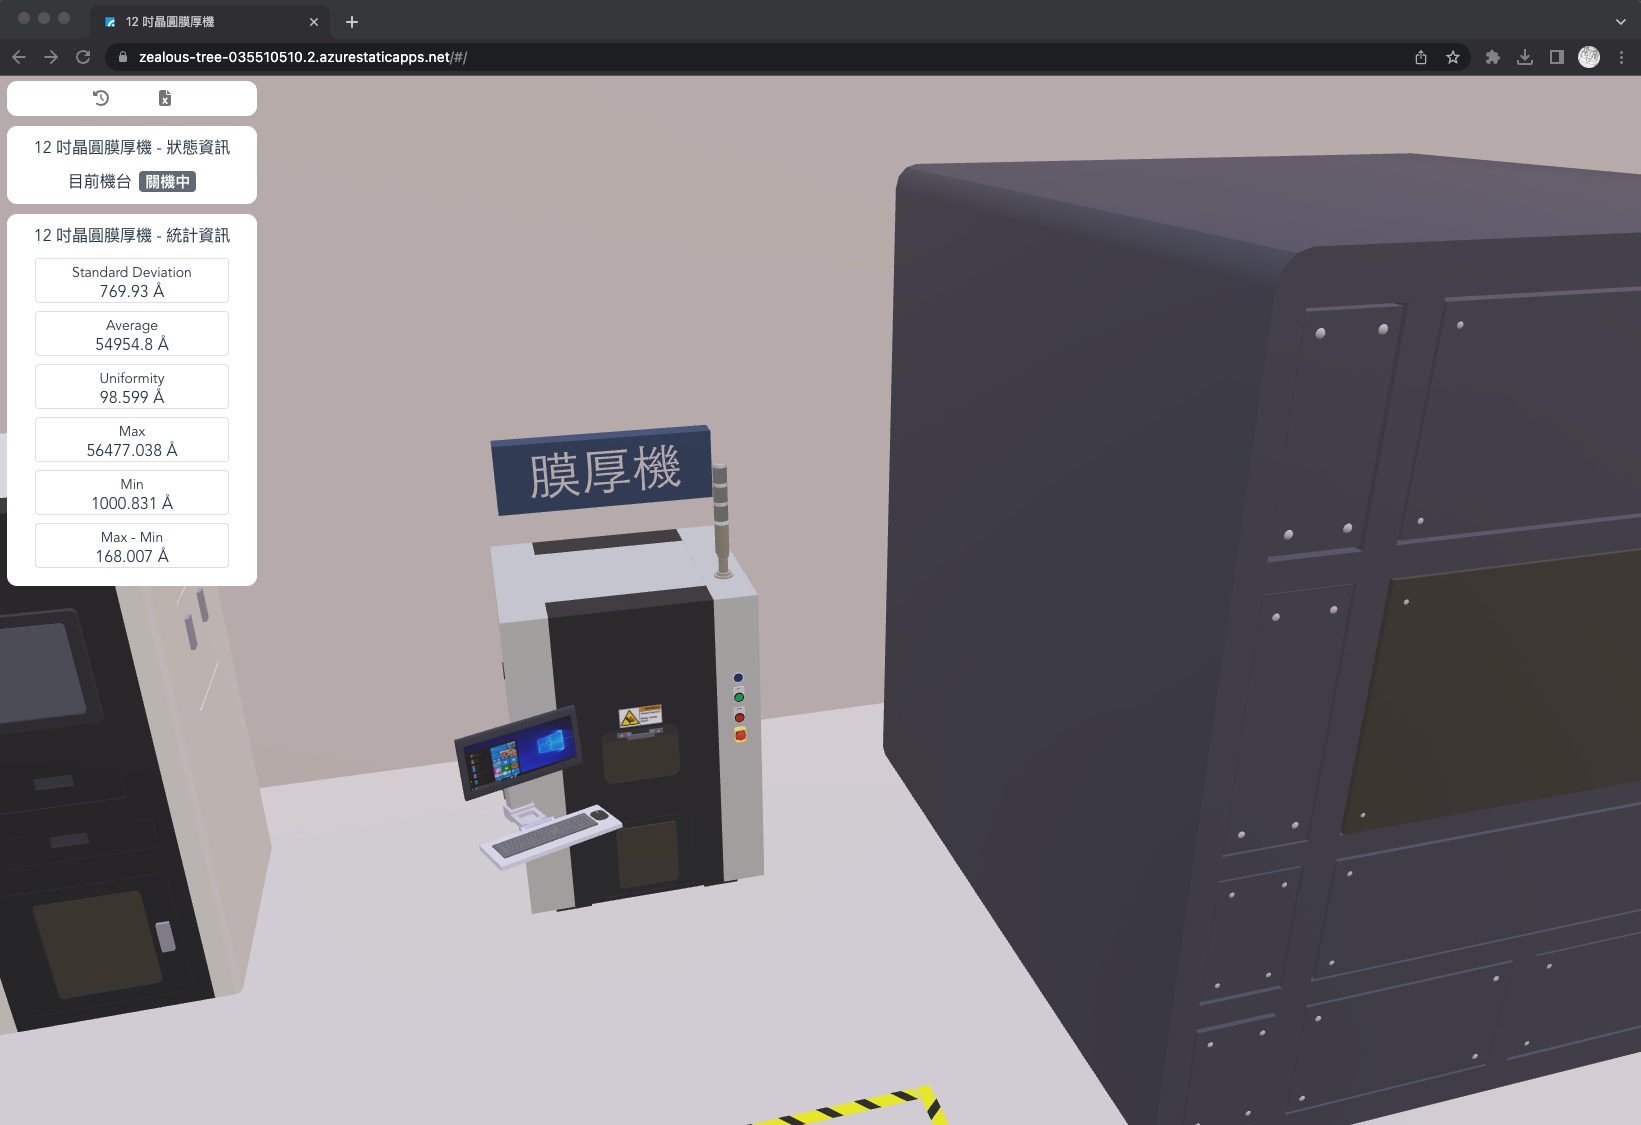 12 吋晶圓膜厚機
zealous-tree-035510510.2.azurestaticapps.net/#/
12 吋晶圓膜厚機 - 狀態資訊
目前機台 關機中
12 吋晶圓膜厚機 - 統計資訊
Standard Deviation
769.93 Å
Average
54954.8 Å
Uniformity
98.599 Å
Max
56477.038 Å
Min
1000.831 Å
Max - Min
168.007 Å
膜厚機